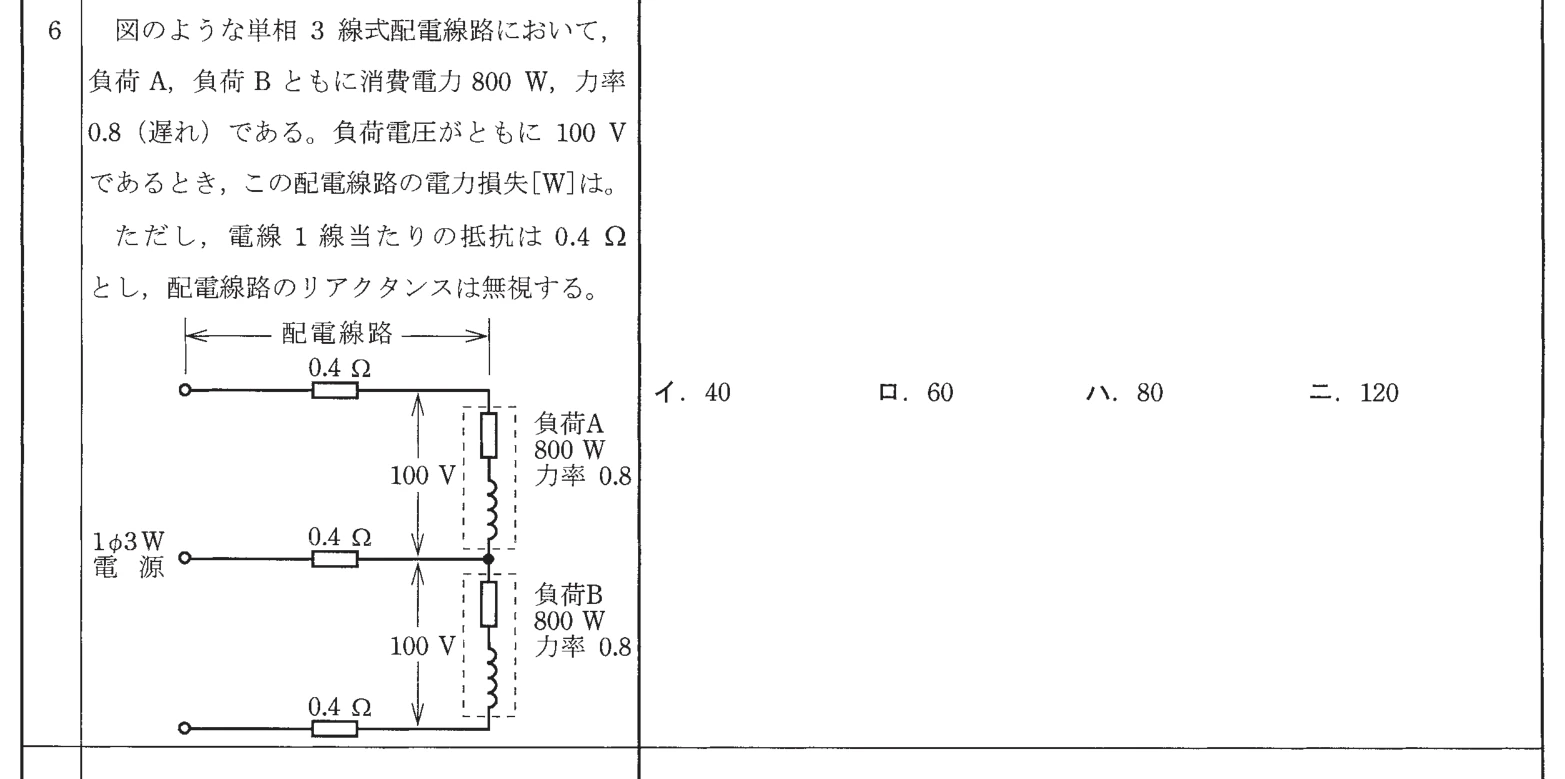 6
図のような単相 3 線式配電線路において,
負荷 A, 負荷 B ともに消費電力 800 W, 力率
0.8（遅れ）である。負荷電圧がともに 100 V
であるとき, この配電線路の電力損失[W]は。
ただし, 電線 1 線当たりの抵抗は 0.4 Ω
とし, 配電線路のリアクタンスは無視する。
配電線路
0.4 Ω
負荷A
800 W
力率 0.8
100 V
0.4 Ω
1φ3W
電 源
負荷B
800 W
力率 0.8
100 V
0.4 Ω
イ. 40 ロ. 60 ハ. 80 ニ. 120